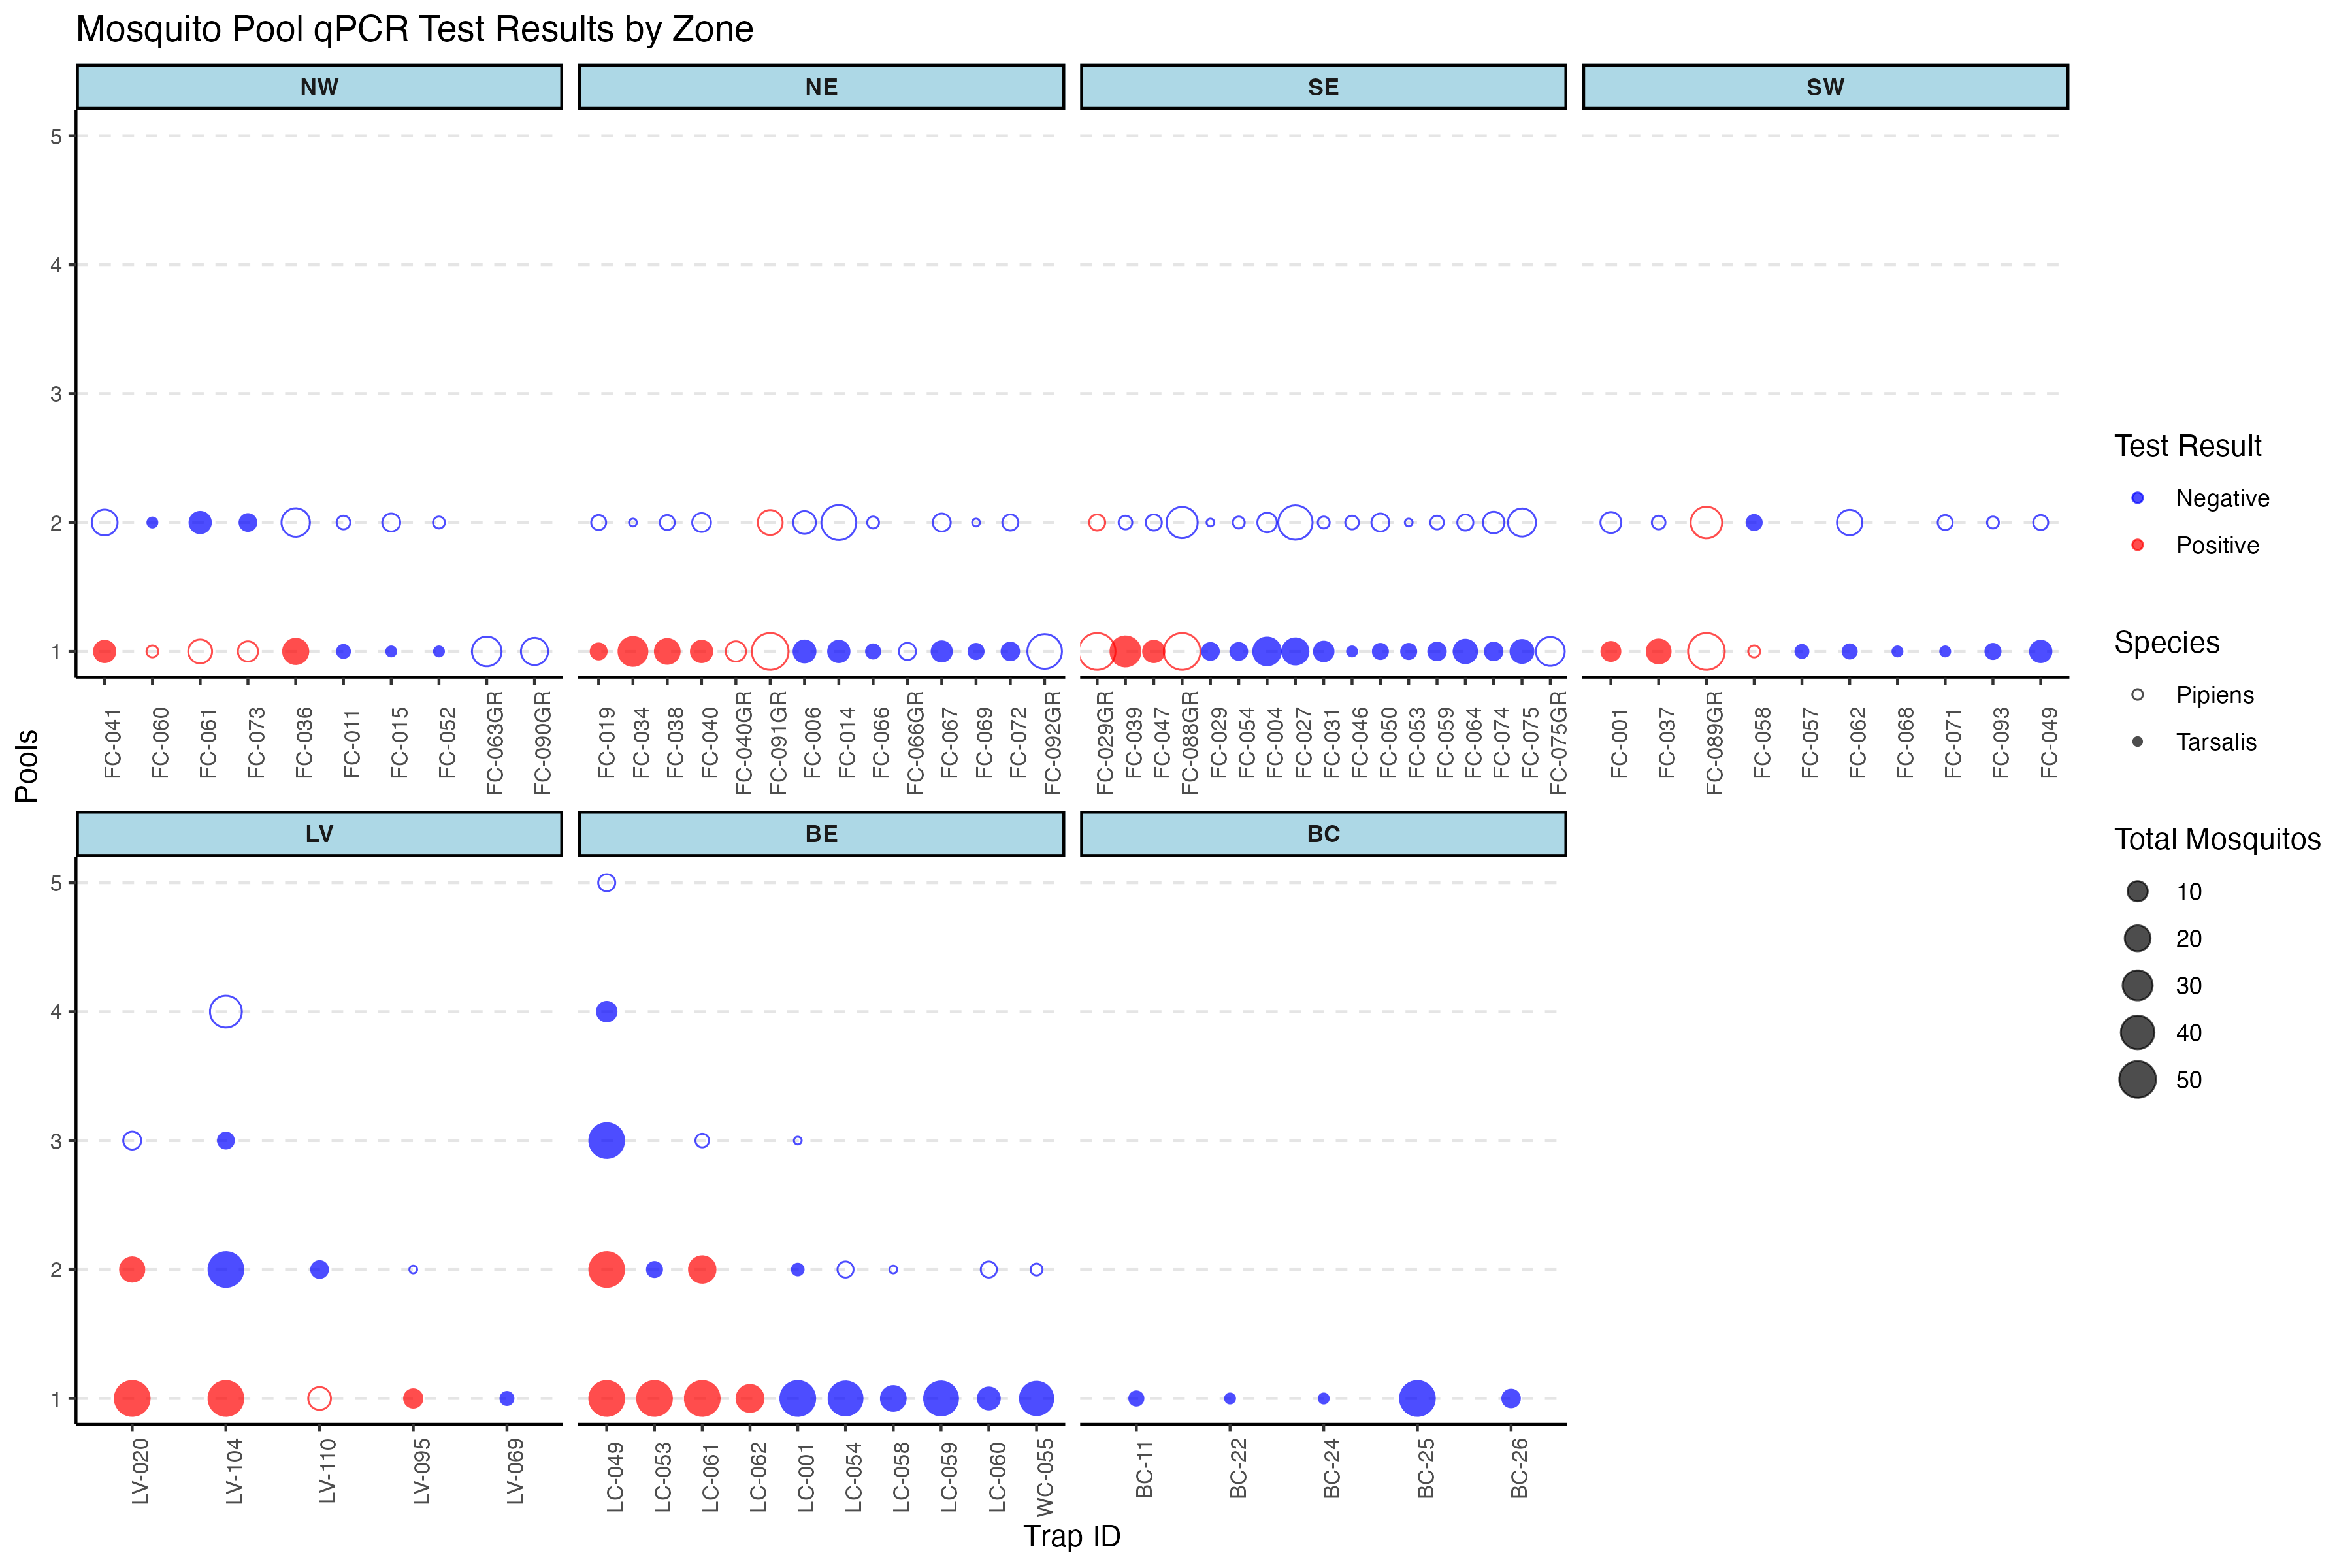 Mosquito Pool qPCR Test Results by Zone
NW
NE
SE
SW
5
4
3
2
1
FC-041
FC-060
FC-061
FC-073
FC-036
FC-011
FC-015
FC-052
FC-063GR
FC-090GR
FC-019
FC-034
FC-038
FC-040
FC-040GR
FC-091GR
FC-006
FC-014
FC-066
FC-066GR
FC-067
FC-069
FC-072
FC-092GR
FC-029GR
FC-039
FC-047
FC-088GR
FC-029
FC-054
FC-004
FC-027
FC-031
FC-046
FC-050
FC-053
FC-059
FC-064
FC-074
FC-075
FC-075GR
FC-001
FC-037
FC-089GR
FC-058
FC-057
FC-062
FC-068
FC-071
FC-093
FC-049
Pools
LV
BE
BC
5
4
3
2
1
LV-020
LV-104
LV-110
LV-095
LV-069
LC-049
LC-053
LC-061
LC-062
LC-001
LC-054
LC-058
LC-059
LC-060
WC-055
BC-11
BC-22
BC-24
BC-25
BC-26
Trap ID
Test Result
Negative
Positive
Species
Pipiens
Tarsalis
Total Mosquitos
10
20
30
40
50